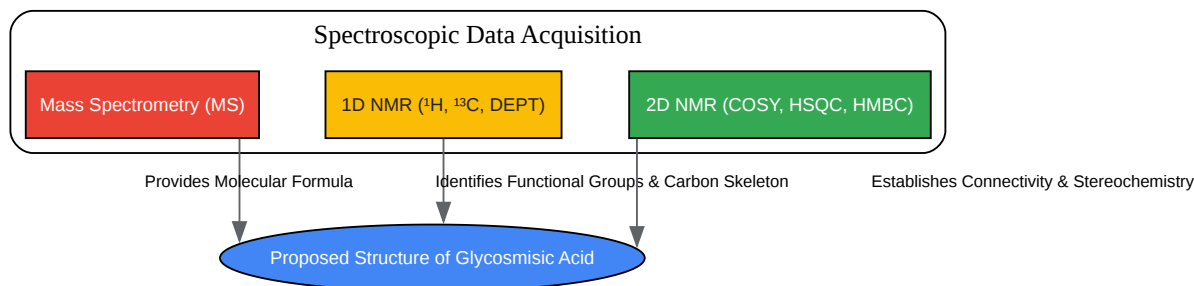 Spectroscopic Data Acquisition
Mass Spectrometry (MS)
1D NMR (¹H, ¹³C, DEPT)
2D NMR (COSY, HSQC, HMBC)
Provides Molecular Formula
Identifies Functional Groups & Carbon Skeleton
Establishes Connectivity & Stereochemistry
Proposed Structure of Glycosmisic Acid